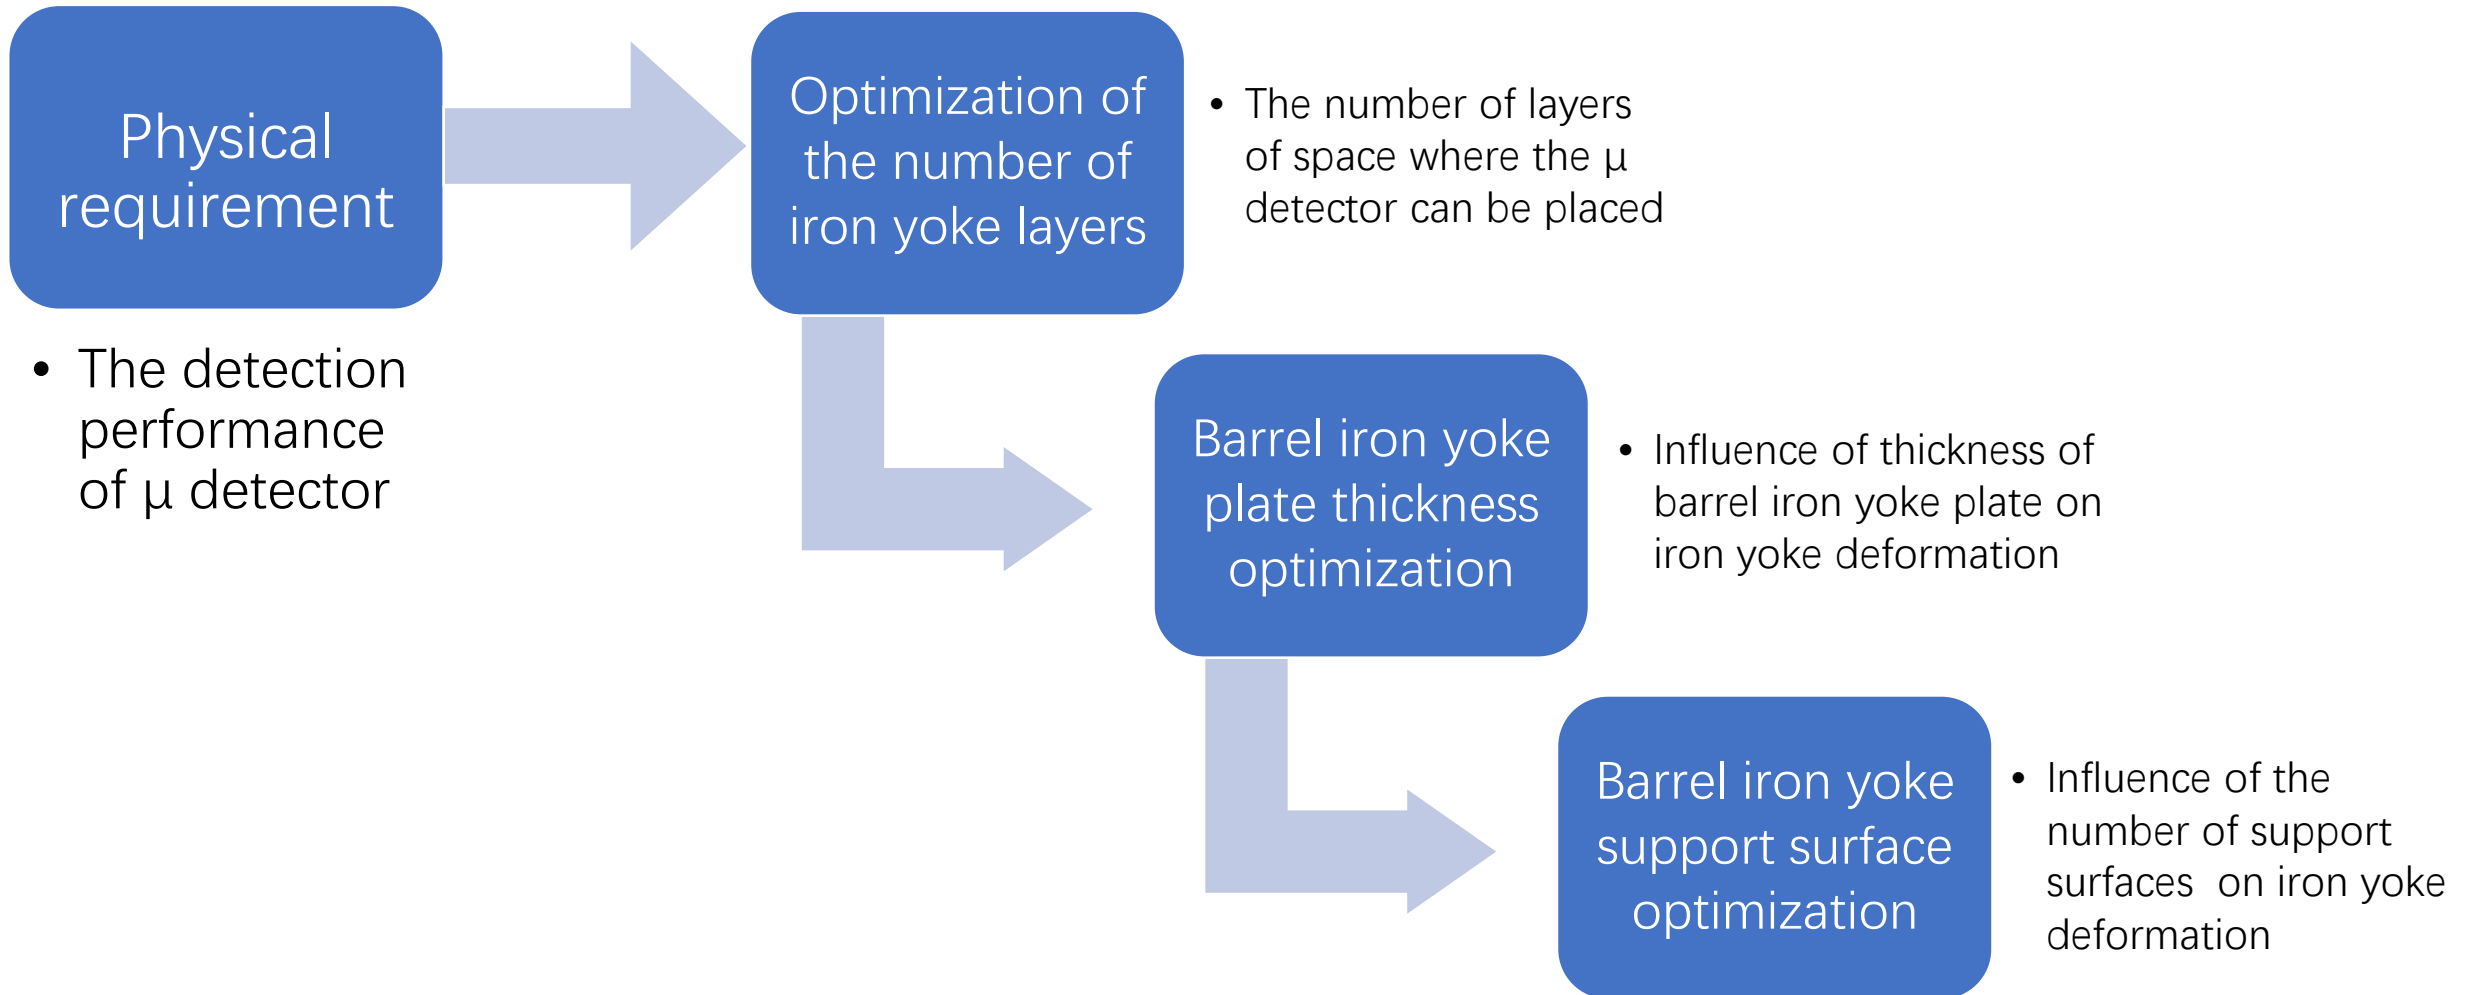 Physical
requirement
• The detection
performance
of μ detector
Optimization of
the number of
iron yoke layers
• The number of layers
of space where the μ
detector can be placed
Barrel iron yoke
plate thickness
optimization
• Influence of thickness of
barrel iron yoke plate on
iron yoke deformation
Barrel iron yoke
support surface
optimization
• Influence of the
number of support
surfaces  on iron yoke
deformation